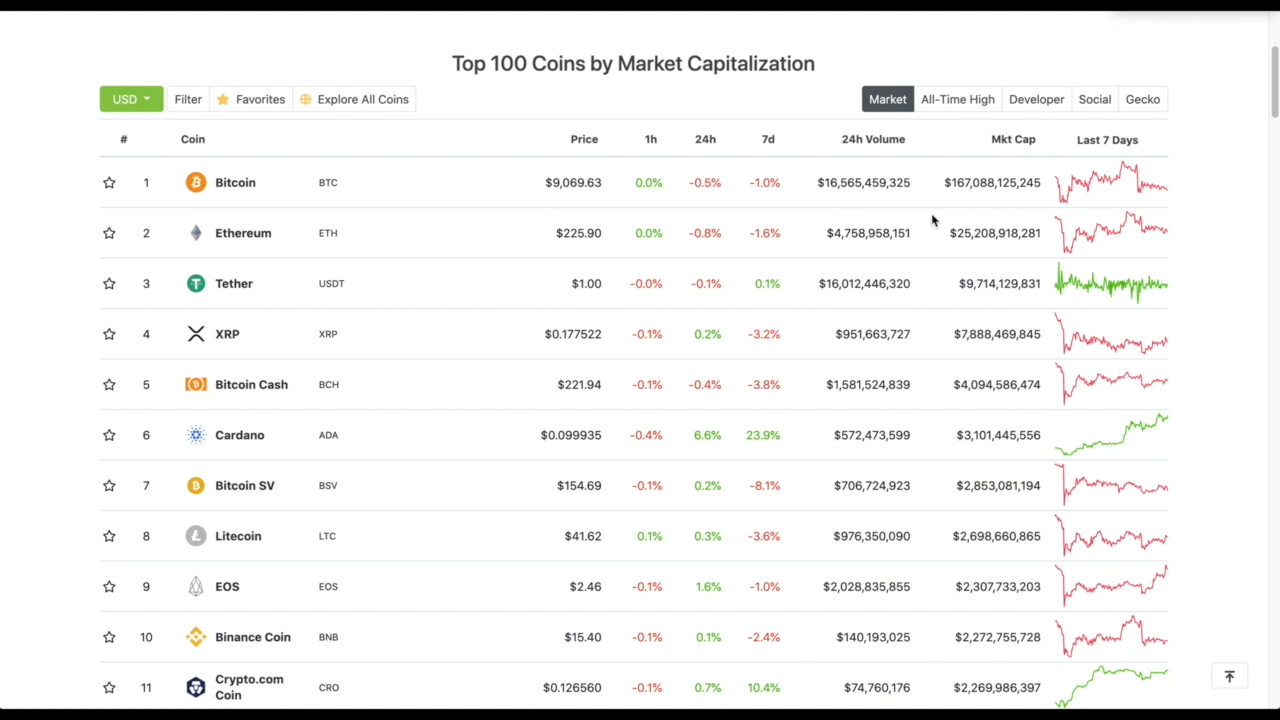 Top 100 Coins by Market Capitalization
USD Filter Favorites Explore All Coins Market All-Time High Developer Social Gecko
# Coin Price 1h 24h 7d 24h Volume Mkt Cap Last 7 Days
1 Bitcoin BTC $9,069.63 0.0% -0.5% -1.0% $16,565,459,325 $167,088,125,245
2 Ethereum ETH $225.90 0.0% -0.8% -1.6% $4,758,958,151 $25,208,918,281
3 Tether USDT $1.00 -0.0% -0.1% 0.1% $16,012,446,320 $9,714,129,831
4 XRP XRP $0.177522 -0.1% 0.2% -3.2% $951,663,727 $7,888,469,845
5 Bitcoin Cash BCH $221.94 -0.1% -0.4% -3.8% $1,581,524,839 $4,094,586,474
6 Cardano ADA $0.099935 -0.4% 6.6% 23.9% $572,473,599 $3,101,445,556
7 Bitcoin SV BSV $154.69 -0.1% 0.2% -8.1% $706,724,923 $2,853,081,194
8 Litecoin LTC $41.62 0.1% 0.3% -3.6% $976,350,090 $2,698,660,865
9 EOS EOS $2.46 -0.1% 1.6% -1.0% $2,028,835,855 $2,307,733,203
10 Binance Coin BNB $15.40 -0.1% 0.1% -2.4% $140,193,025 $2,272,755,728
11 Crypto.com Coin CRO $0.126560 -0.1% 0.7% 10.4% $74,760,176 $2,269,986,397